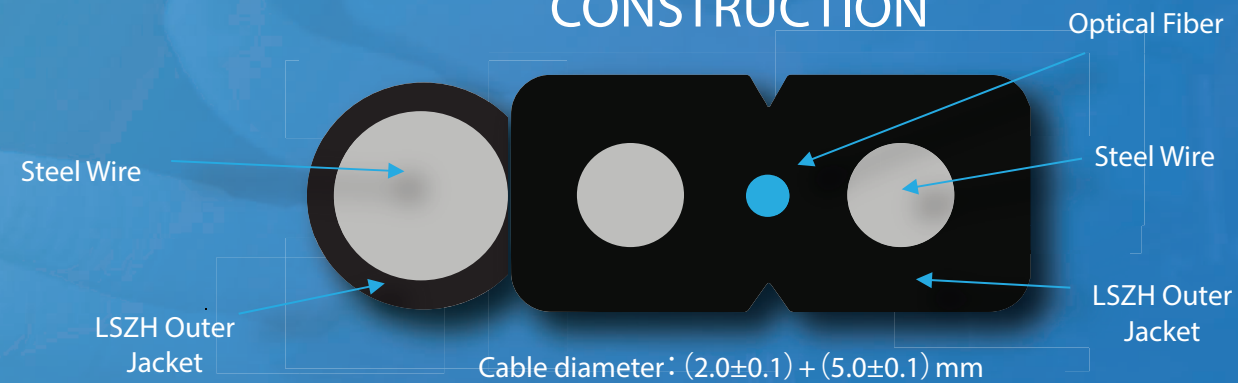 CONSTRUCTION
Optical Fiber
Steel Wire
Steel Wire
LSZH Outer
Jacket
LSZH Outer
Jacket
Cable diameter：(2.0±0.1)+(5.0±0.1)mm